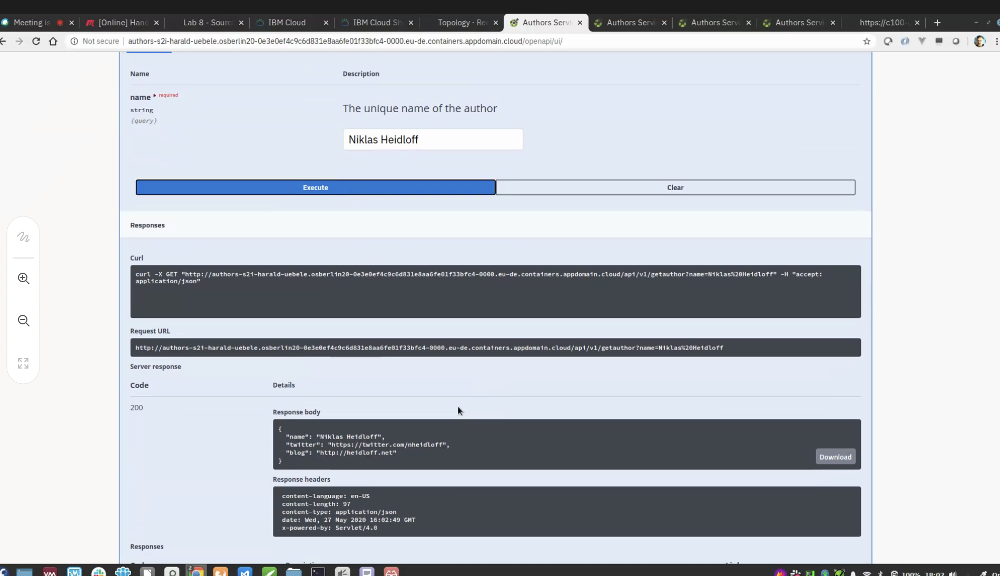 Meeting is
[Online] Hand
Lab 8 - Source
IBM Cloud
IBM Cloud Sh
Topology · Re
Authors Servi
Authors Servi
Authors Servi
Authors Servi
https://c100-
Not secure
authors-s2i-harald-uebele.osberlin20-0e3e0ef4c9c6d831e8aa6fe01f33bfc4-0000.eu-de.containers.appdomain.cloud/openapi/ui/
Name Description
name * required
string
(query)
The unique name of the author
Niklas Heidloff
Execute Clear
Responses
Curl
curl -X GET "http://authors-s2i-harald-uebele.osberlin20-0e3e0ef4c9c6d831e8aa6fe01f33bfc4-0000.eu-de.containers.appdomain.cloud/api/v1/getauthor?name=Niklas%20Heidloff" -H "accept:
application/json"
Request URL
http://authors-s2i-harald-uebele.osberlin20-0e3e0ef4c9c6d831e8aa6fe01f33bfc4-0000.eu-de.containers.appdomain.cloud/api/v1/getauthor?name=Niklas%20Heidloff
Server response
Code Details
200
Response body
{
"name": "Niklas Heidloff",
"twitter": "https://twitter.com/nheidloff",
"blog": "http://heidloff.net"
}
Download
Response headers
content-language: en-US
content-length: 97
content-type: application/json
date: Wed, 27 May 2020 16:02:49 GMT
x-powered-by: Servlet/4.0
Responses
2
100% 18:02